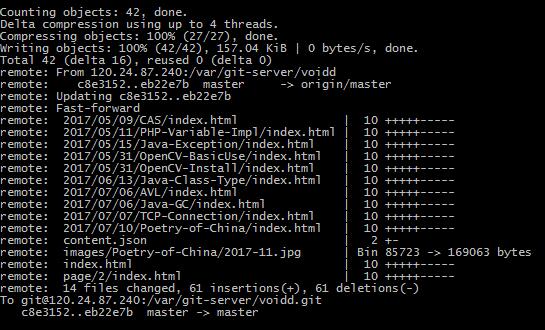 Counting objects: 42, done.
Delta compression using up to 4 threads.
Compressing objects: 100% (27/27), done.
Writing objects: 100% (42/42), 157.04 KiB | 0 bytes/s, done.
Total 42 (delta 16), reused 0 (delta 0)
remote: From 120.24.87.240:/var/git-server/voidd
remote:    c8e3152..eb22e7b  master     -> origin/master
remote: Updating c8e3152..eb22e7b
remote: Fast-forward
remote:  2017/05/09/CAS/index.html               |  10 +++++-----
remote:  2017/05/11/PHP-Variable-Impl/index.html |  10 +++++-----
remote:  2017/05/15/Java-Exception/index.html    |  10 +++++-----
remote:  2017/05/31/OpenCV-BasicUse/index.html   |  10 +++++-----
remote:  2017/05/31/OpenCV-Install/index.html    |  10 +++++-----
remote:  2017/06/13/Java-Class-Type/index.html   |  10 +++++-----
remote:  2017/07/06/AVL/index.html               |  10 +++++-----
remote:  2017/07/06/Java-GC/index.html           |  10 +++++-----
remote:  2017/07/07/TCP-Connection/index.html    |  10 +++++-----
remote:  2017/07/10/Poetry-of-China/index.html   |  10 +++++-----
remote:  content.json                            |   2 +-
remote:  images/Poetry-of-China/2017-11.jpg      | Bin 85723 -> 169063 bytes
remote:  index.html                              |  10 +++++-----
remote:  page/2/index.html                       |  10 +++++-----
remote:  14 files changed, 61 insertions(+), 61 deletions(-)
To git@120.24.87.240:/var/git-server/voidd.git
   c8e3152..eb22e7b  master -> master